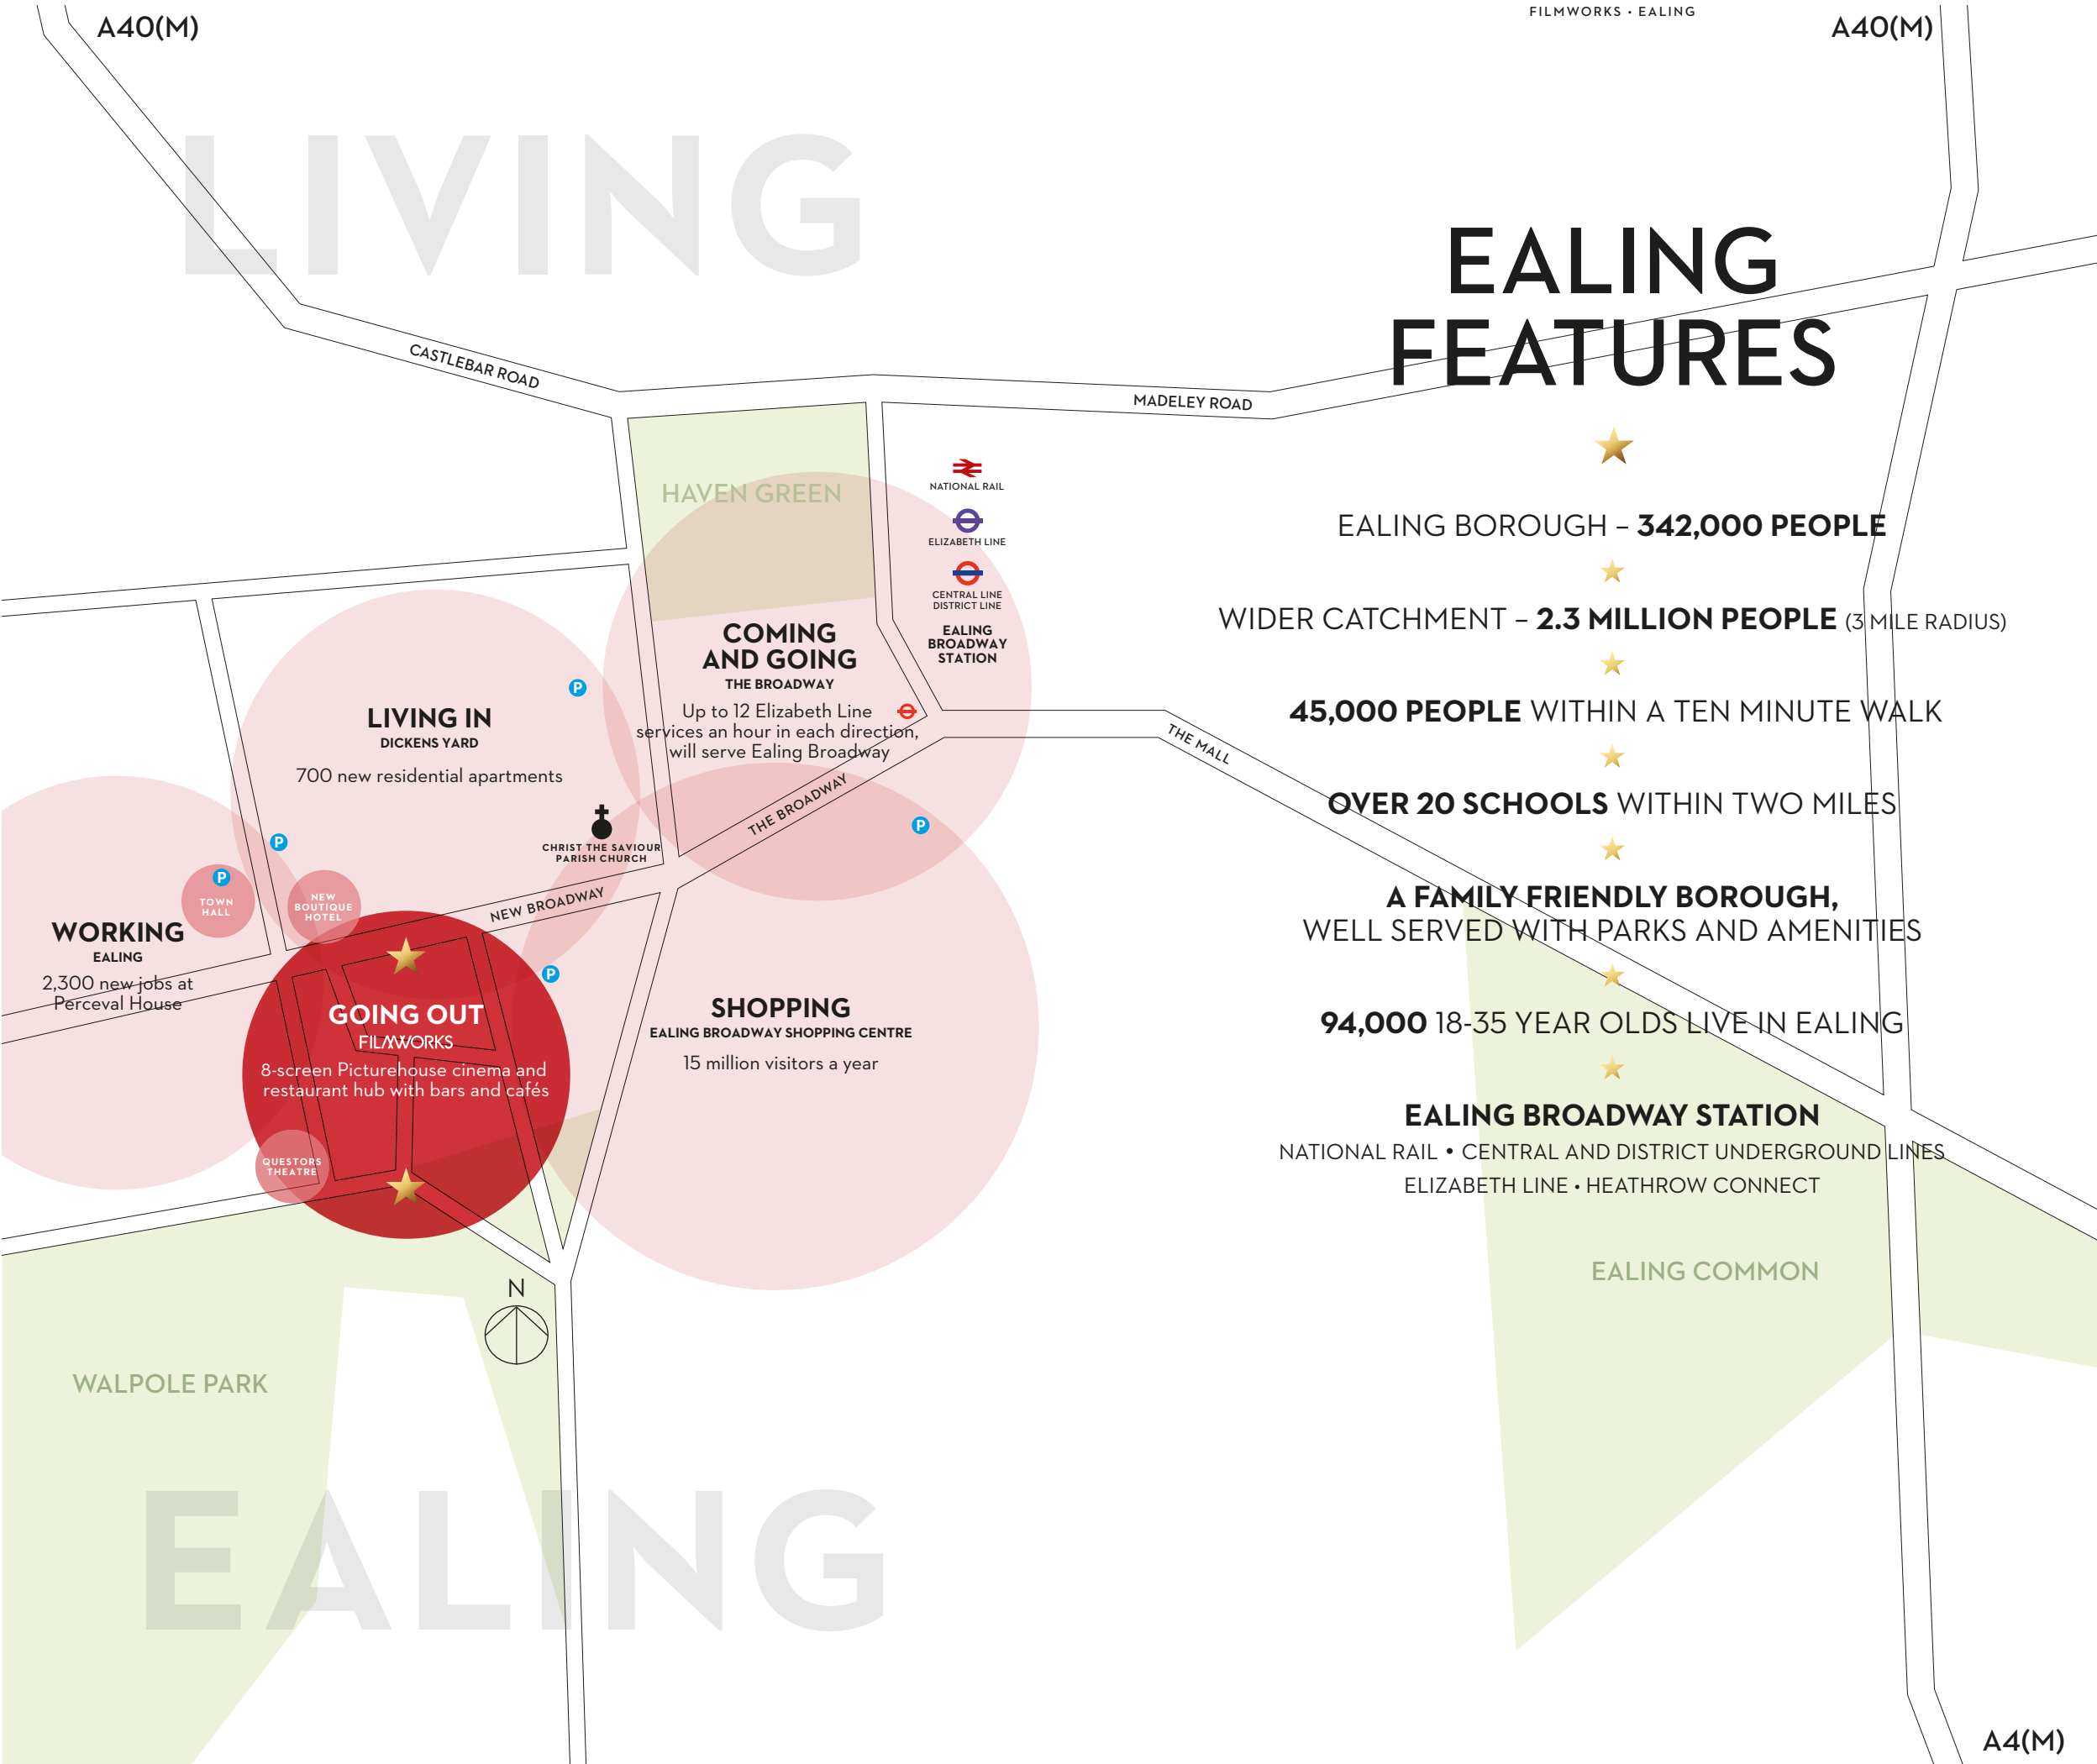 FILMWORKS • EALING
A40(M)
A40(M)
LIVING
CASTLEBAR ROAD
MADELEY ROAD
HAVEN GREEN
NATIONAL RAIL
ELIZABETH LINE
CENTRAL LINE
DISTRICT LINE
EALING
BROADWAY
STATION
COMING
AND GOING
THE BROADWAY
Up to 12 Elizabeth Line
services an hour in each direction,
will serve Ealing Broadway
P
LIVING IN
DICKENS YARD
700 new residential apartments
THE MALL
THE BROADWAY
P
CHRIST THE SAVIOUR
PARISH CHURCH
P
P
TOWN
HALL
NEW
BOUTIQUE
HOTEL
NEW BROADWAY
WORKING
EALING
2,300 new jobs at
Perceval House
P
GOING OUT
FILMWORKS
8-screen Picturehouse cinema and
restaurant hub with bars and cafés
SHOPPING
EALING BROADWAY SHOPPING CENTRE
15 million visitors a year
QUESTORS
THEATRE
N
WALPOLE PARK
EALING
EALING
FEATURES
EALING BOROUGH – 342,000 PEOPLE
WIDER CATCHMENT – 2.3 MILLION PEOPLE (3 MILE RADIUS)
45,000 PEOPLE WITHIN A TEN MINUTE WALK
OVER 20 SCHOOLS WITHIN TWO MILES
A FAMILY FRIENDLY BOROUGH,
WELL SERVED WITH PARKS AND AMENITIES
94,000 18-35 YEAR OLDS LIVE IN EALING
EALING BROADWAY STATION
NATIONAL RAIL • CENTRAL AND DISTRICT UNDERGROUND LINES
ELIZABETH LINE • HEATHROW CONNECT
EALING COMMON
A4(M)